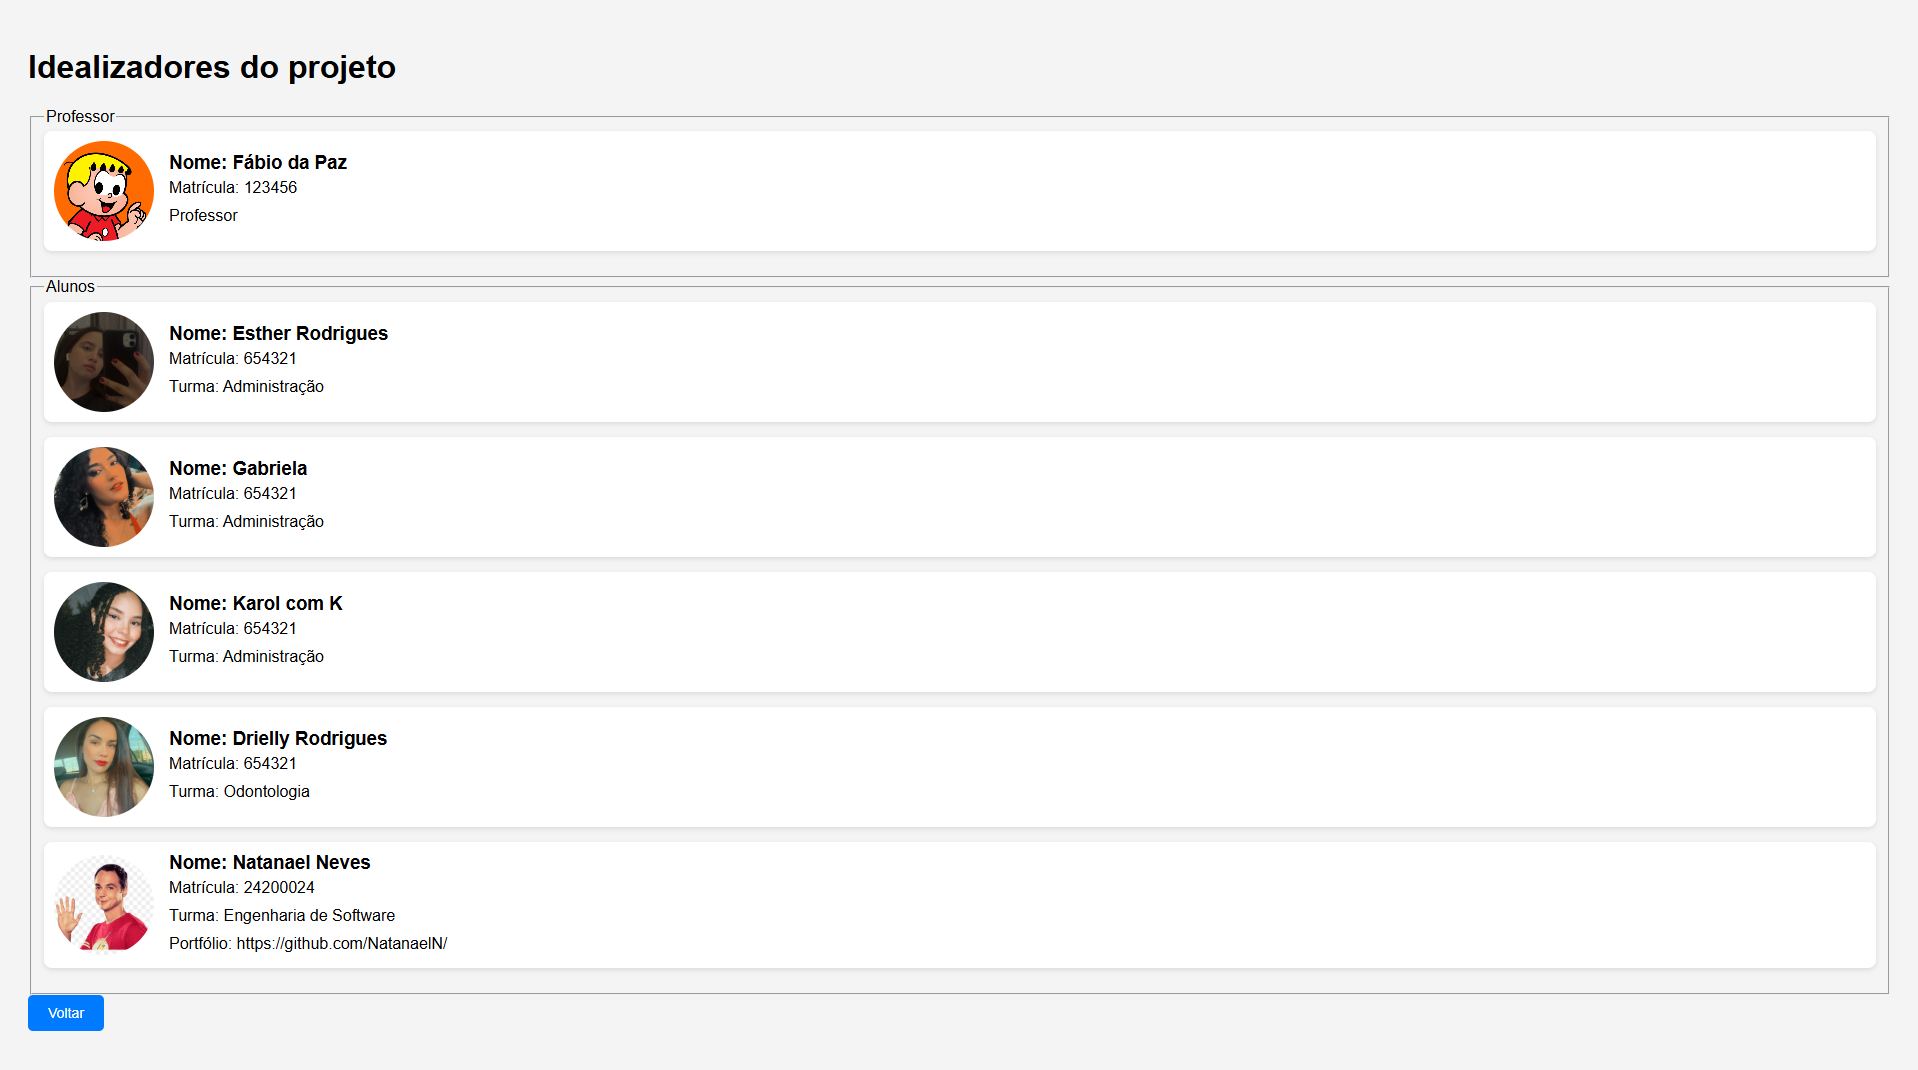 Idealizadores do projeto
Professor
Nome: Fábio da Paz
Matrícula: 123456
Professor
Alunos
Nome: Esther Rodrigues
Matrícula: 654321
Turma: Administração
Nome: Gabriela
Matrícula: 654321
Turma: Administração
Nome: Karol com K
Matrícula: 654321
Turma: Administração
Nome: Drielly Rodrigues
Matrícula: 654321
Turma: Odontologia
Nome: Natanael Neves
Matrícula: 24200024
Turma: Engenharia de Software
Portfólio: https://github.com/NatanaelN/
Voltar